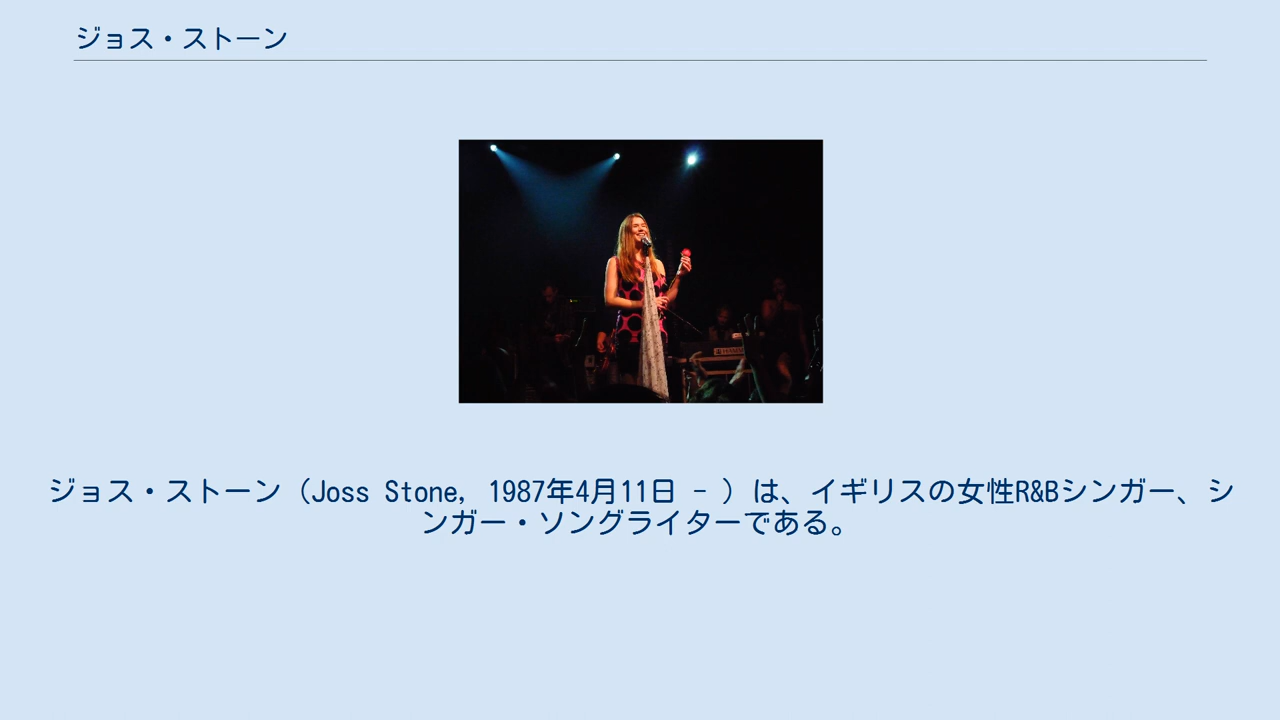 ジョス・ストーン
ジョス・ストーン（Joss Stone, 1987年4月11日 - ）は、イギリスの女性R&Bシンガー、シ
ンガー・ソングライターである。